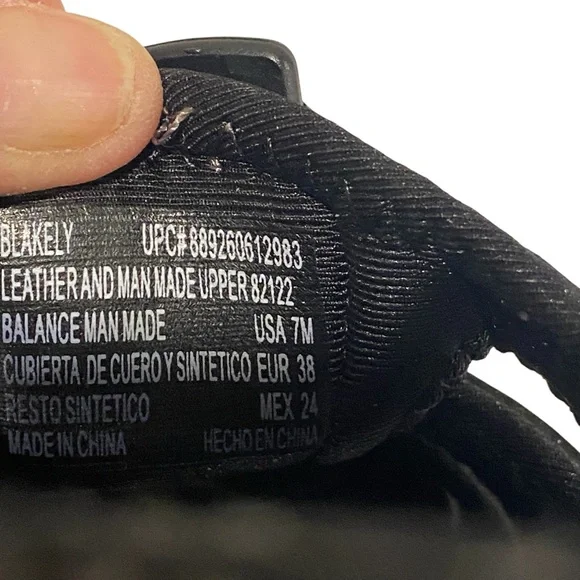 BLAKELY UPC# 889260612983
LEATHER AND MAN MADE UPPER 82122
BALANCE MAN MADE USA 7M
CUBIERTA DE CUERO Y SINTETICO EUR 38
RESTO SINTETICO MEX 24
MADE IN CHINA HECHO EN CHINA